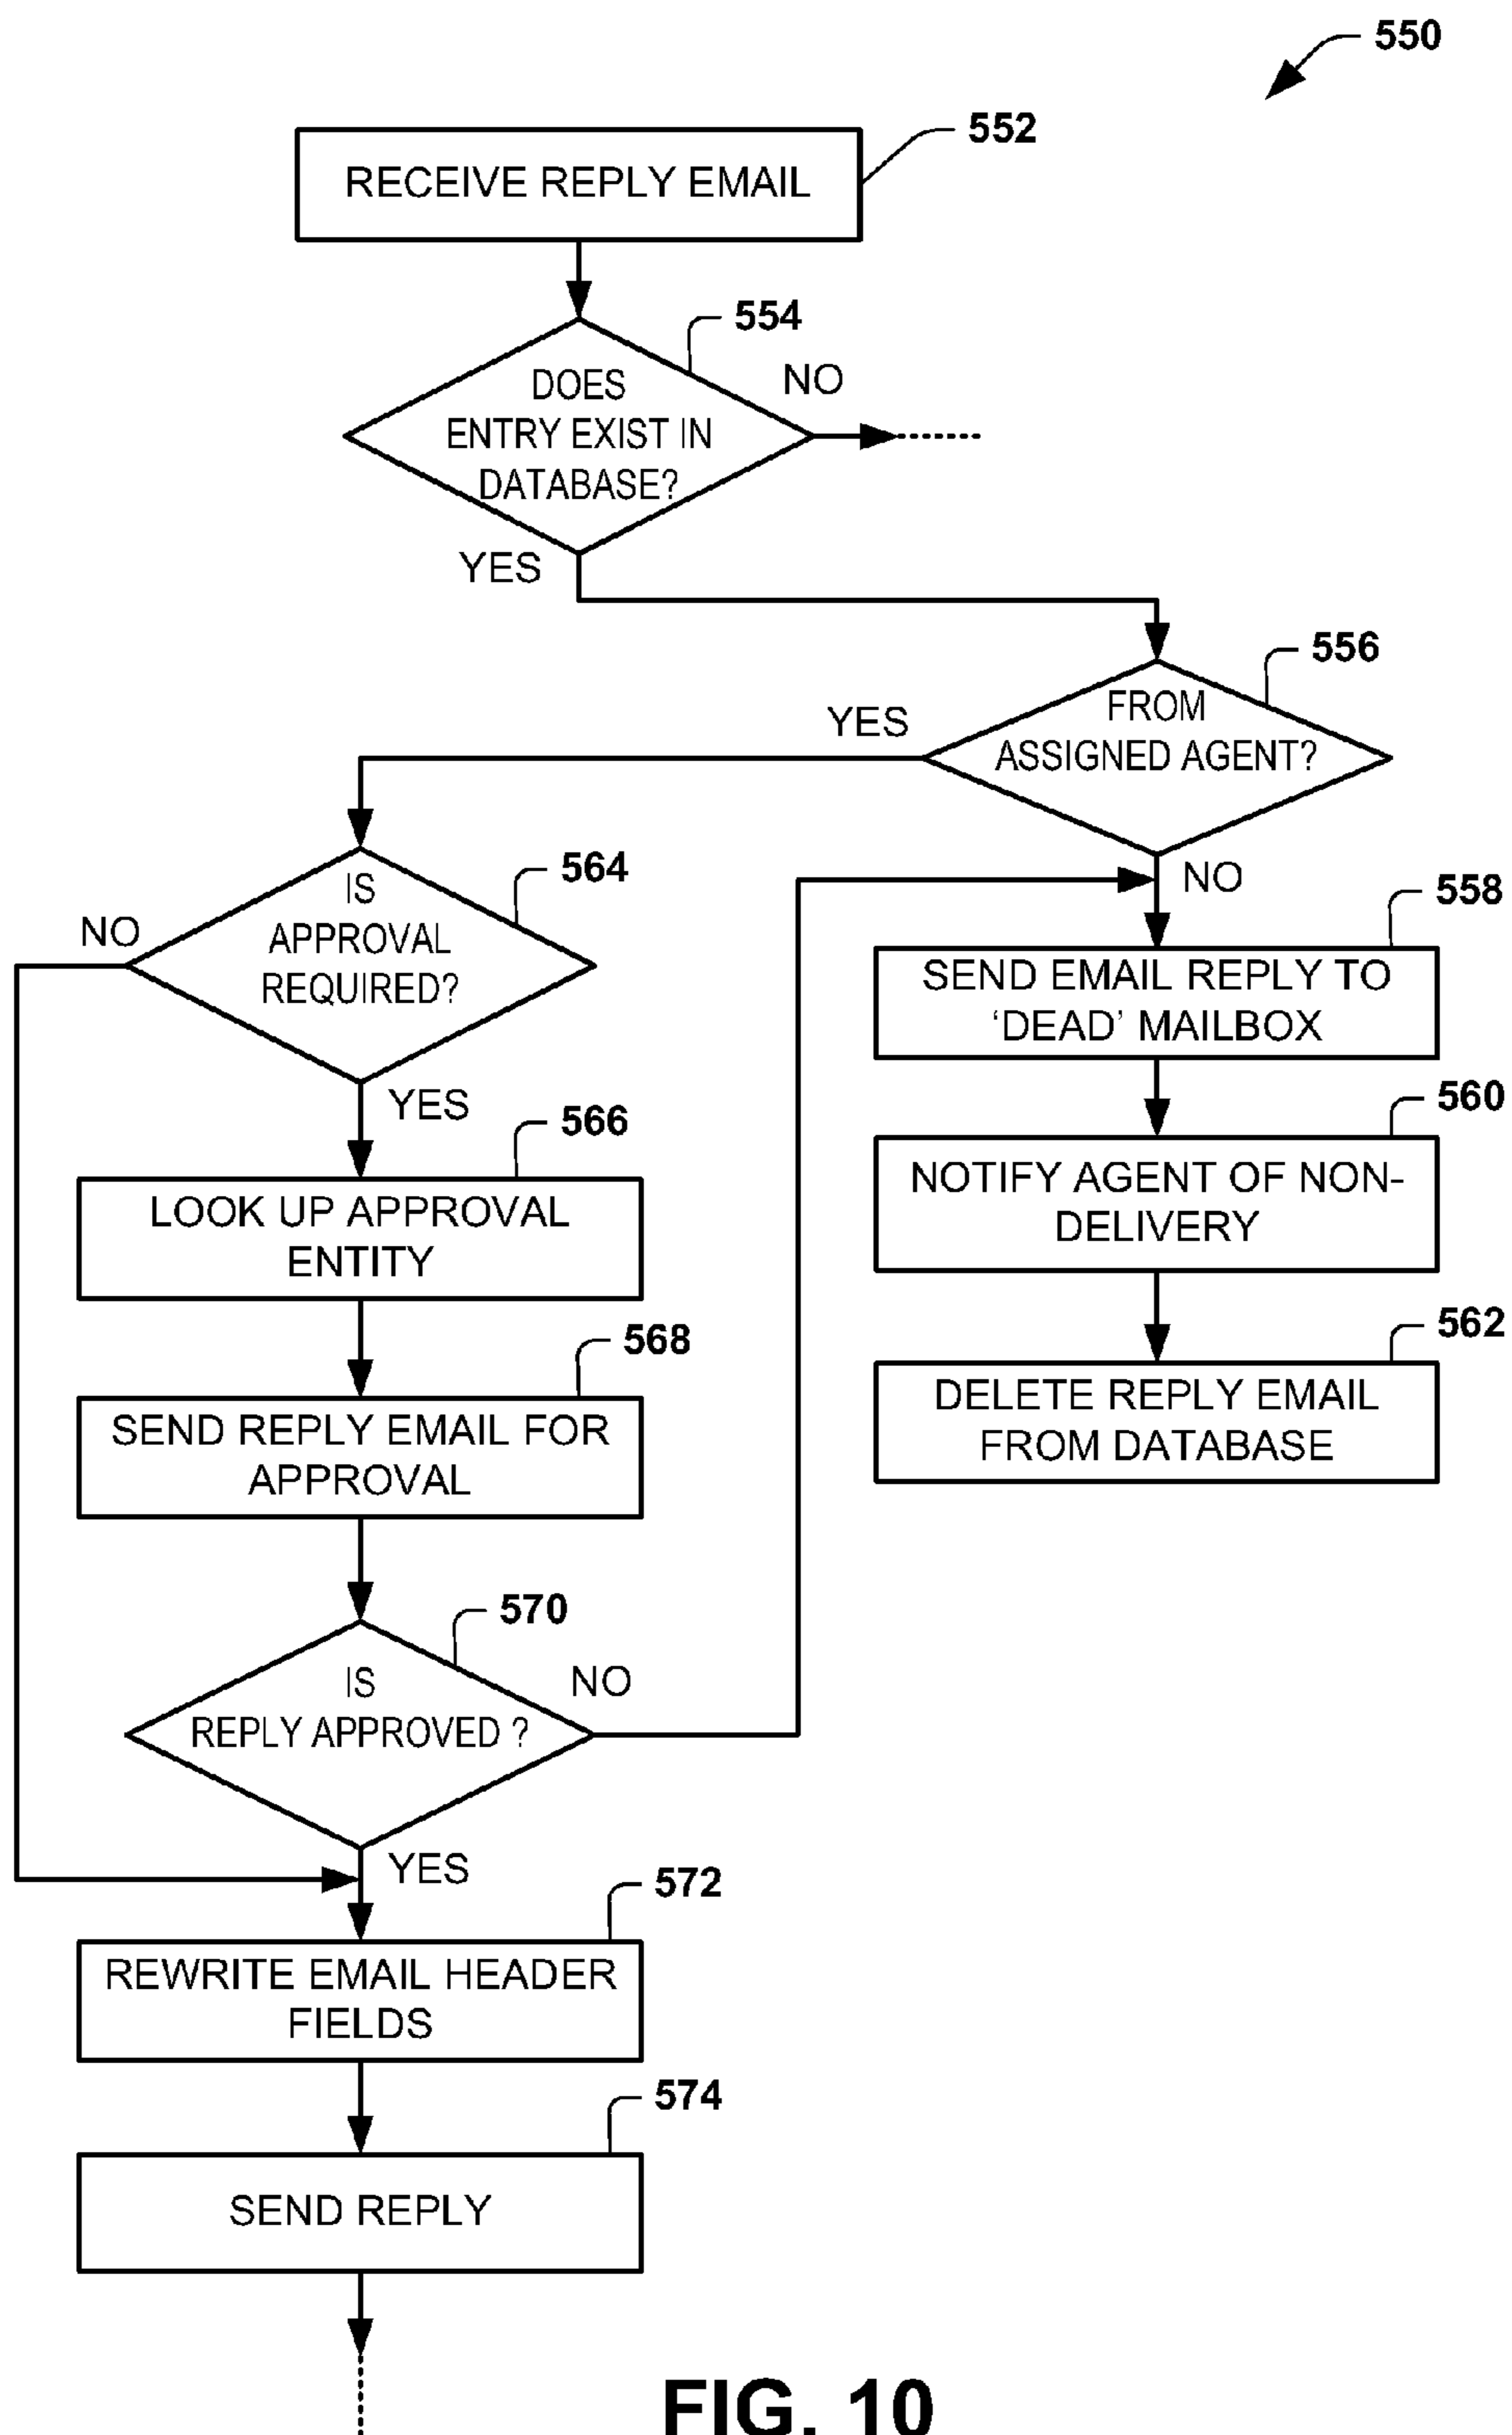 550
552
RECEIVE REPLY EMAIL
554
DOES
ENTRY EXIST IN
DATABASE?
NO
YES
556
FROM
ASSIGNED AGENT?
YES
NO
564
IS
APPROVAL
REQUIRED?
NO
YES
558
SEND EMAIL REPLY TO
‘DEAD’ MAILBOX
560
NOTIFY AGENT OF NON-
DELIVERY
562
DELETE REPLY EMAIL
FROM DATABASE
566
LOOK UP APPROVAL
ENTITY
568
SEND REPLY EMAIL FOR
APPROVAL
570
IS
REPLY APPROVED ?
NO
YES
572
REWRITE EMAIL HEADER
FIELDS
574
SEND REPLY
FIG. 10